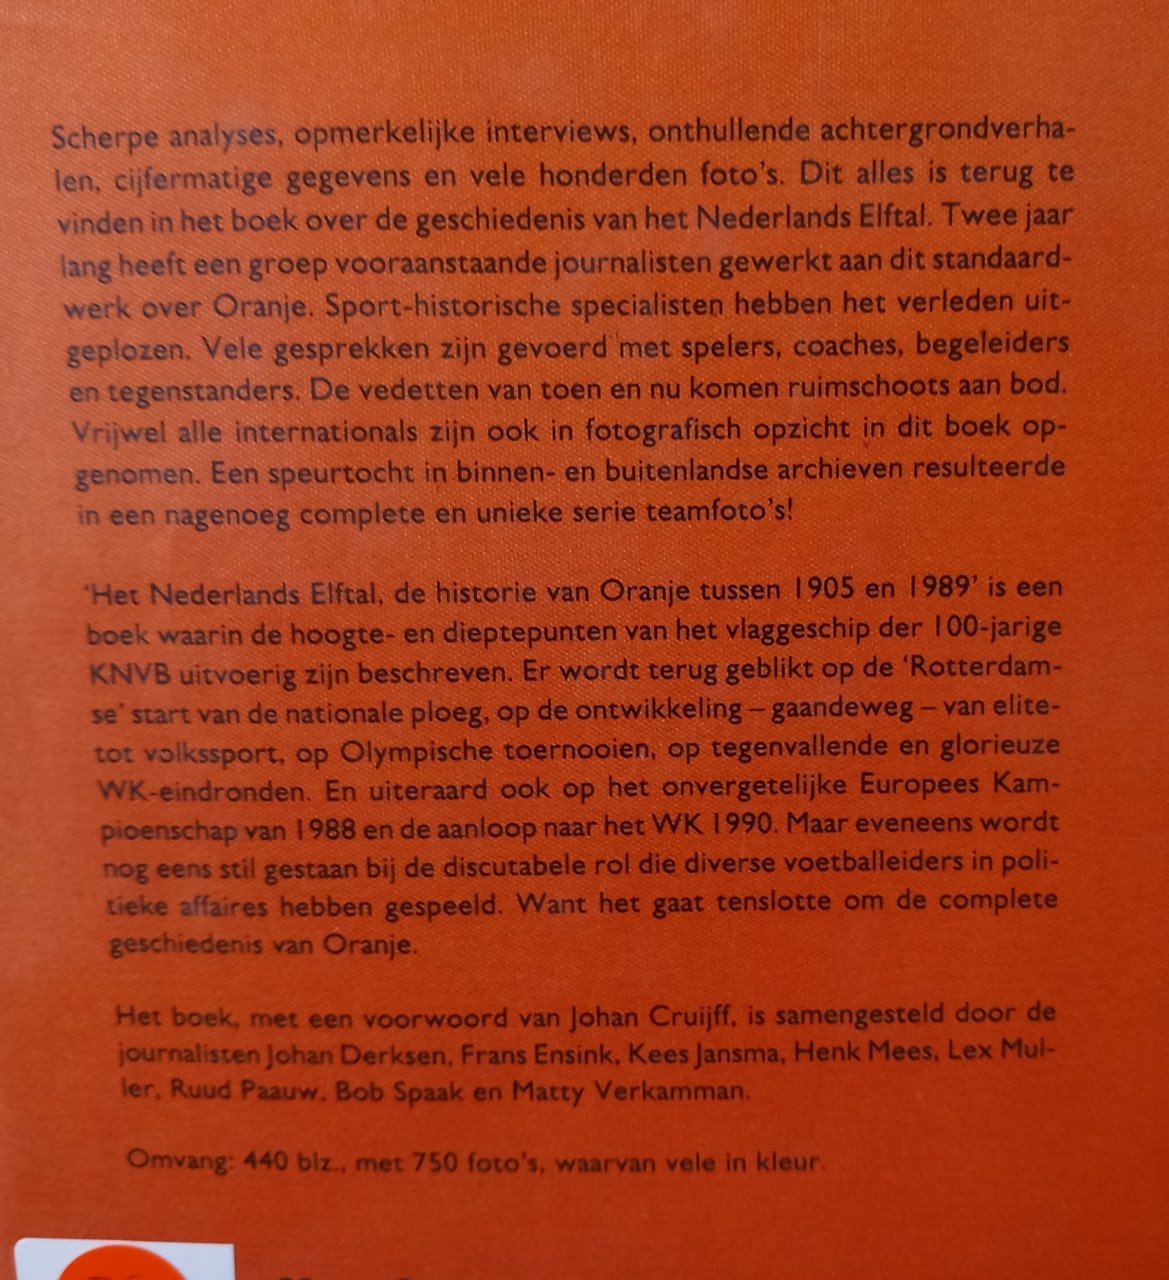 Scherpe analyses, opmerkelijke interviews, onthullende achtergrondverha-
len, cijfermatige gegevens en vele honderden foto's. Dit alles is terug te
vinden in het boek over de geschiedenis van het Nederlands Elftal. Twee jaar
lang heeft een groep vooraanstaande journalisten gewerkt aan dit standaard-
werk over Oranje. Sport-historische specialisten hebben het verleden uit-
geplozen. Vele gesprekken zijn gevoerd met spelers, coaches, begeleiders
en tegenstanders. De vedetten van toen en nu komen ruimschoots aan bod.
Vrijwel alle internationals zijn ook in fotografisch opzicht in dit boek op-
genomen. Een speurtocht in binnen- en buitenlandse archieven resulteerde
in een nagenoeg complete en unieke serie teamfoto's!
'Het Nederlands Elftal, de historie van Oranje tussen 1905 en 1989' is een
boek waarin de hoogte- en dieptepunten van het vlaggeschip der 100-jarige
KNVB uitvoerig zijn beschreven. Er wordt terug geblikt op de 'Rotterdam-
se' start van de nationale ploeg, op de ontwikkeling – gaandeweg – van elite-
tot volkssport, op Olympische toernooien, op tegenvallende en glorieuze
WK-eindronden. En uiteraard ook op het onvergetelijke Europees Kam-
pioenschap van 1988 en de aanloop naar het WK 1990. Maar eveneens wordt
nog eens stil gestaan bij de discutabele rol die diverse voetballeiders in poli-
tieke affaires hebben gespeeld. Want het gaat tenslotte om de complete
geschiedenis van Oranje.
Het boek, met een voorwoord van Johan Cruijff, is samengesteld door de
journalisten Johan Derksen, Frans Ensink, Kees Jansma, Henk Mees, Lex Mul-
ler, Ruud Paauw, Bob Spaak en Matty Verkamman.
Omvang: 440 blz., met 750 foto's, waarvan vele in kleur.